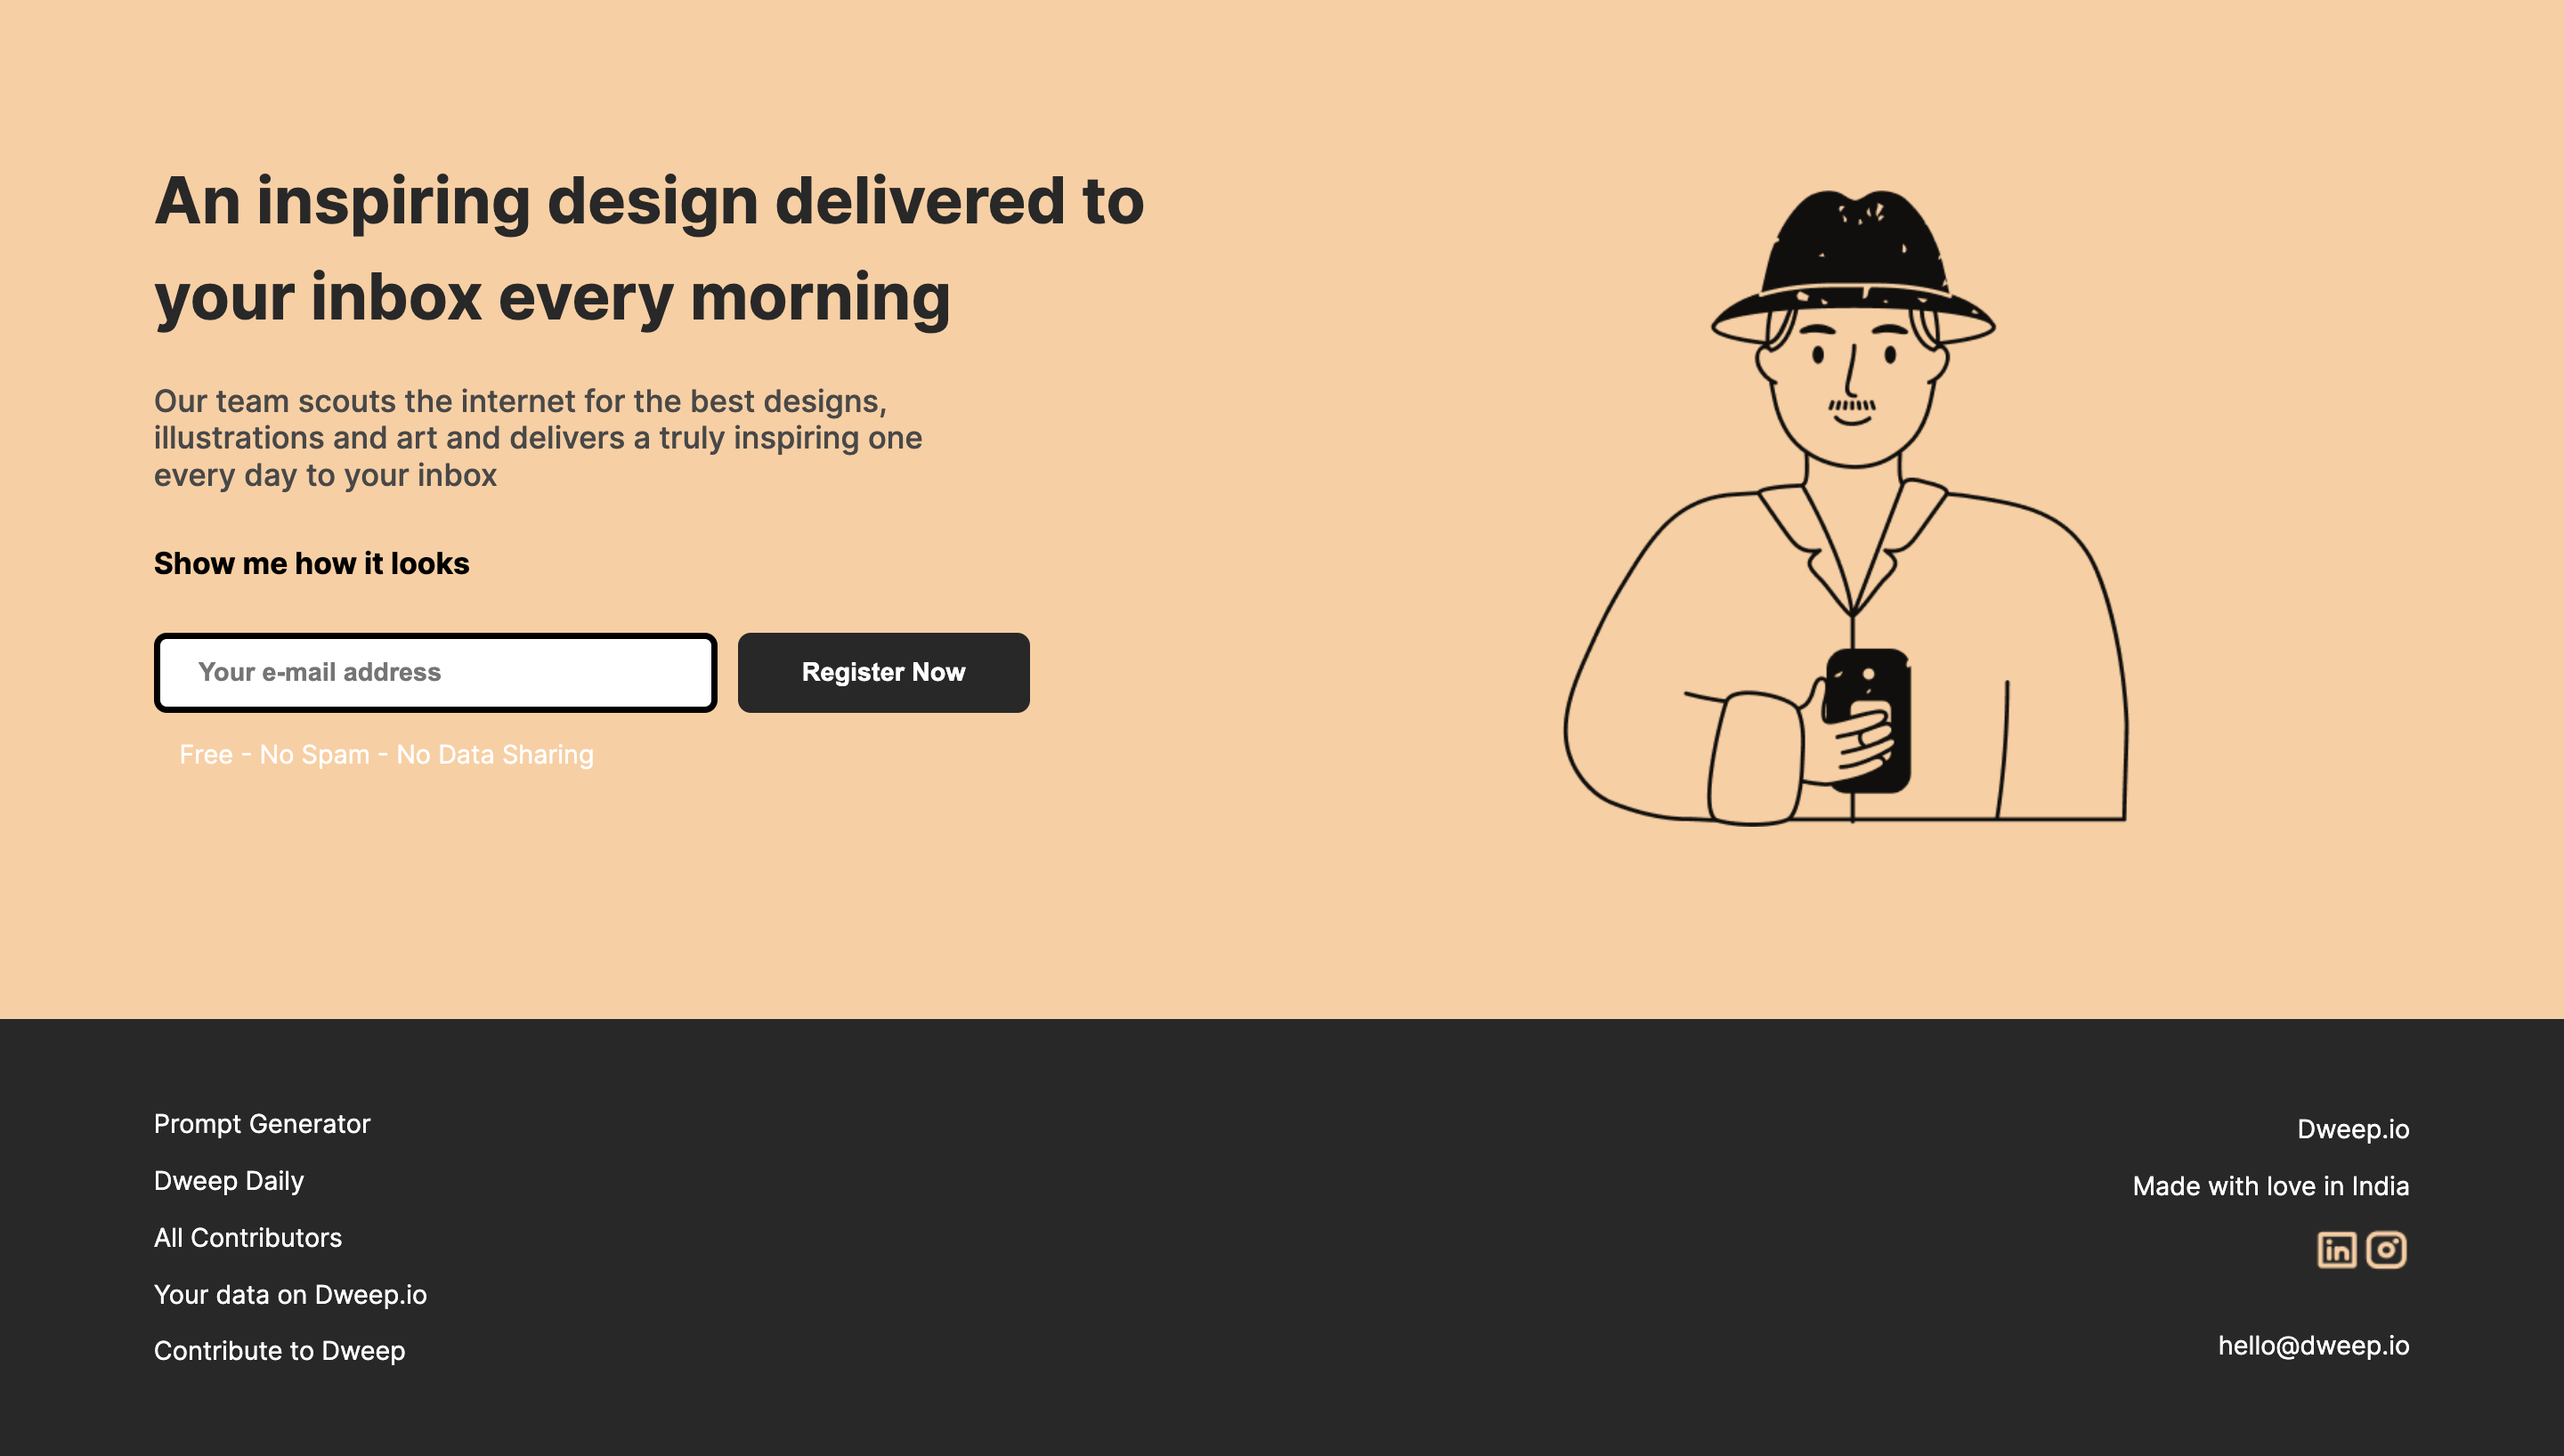 An inspiring design delivered to
your inbox every morning
Our team scouts the internet for the best designs,
illustrations and art and delivers a truly inspiring one
every day to your inbox
Show me how it looks
Your e-mail address
Register Now
Free - No Spam - No Data Sharing
Prompt Generator
Dweep Daily
All Contributors
Your data on Dweep.io
Contribute to Dweep
Dweep.io
Made with love in India
in
hello@dweep.io